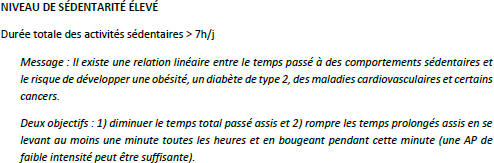 NIVEAU DE SÉDENTARITÉ ÉLEVÉ
Durée totale des activités sédentaires > 7h/j
Message : Il existe une relation linéaire entre le temps passé à des comportements sédentaires et
le risque de développer une obésité, un diabète de type 2, des maladies cardiovasculaires et certains
cancers.
Deux objectifs : 1) diminuer le temps total passé assis et 2) rompre les temps prolongés assis en se
levant au moins une minute toutes les heures et en bougeant pendant cette minute (une AP de
faible intensité peut être suffisante).